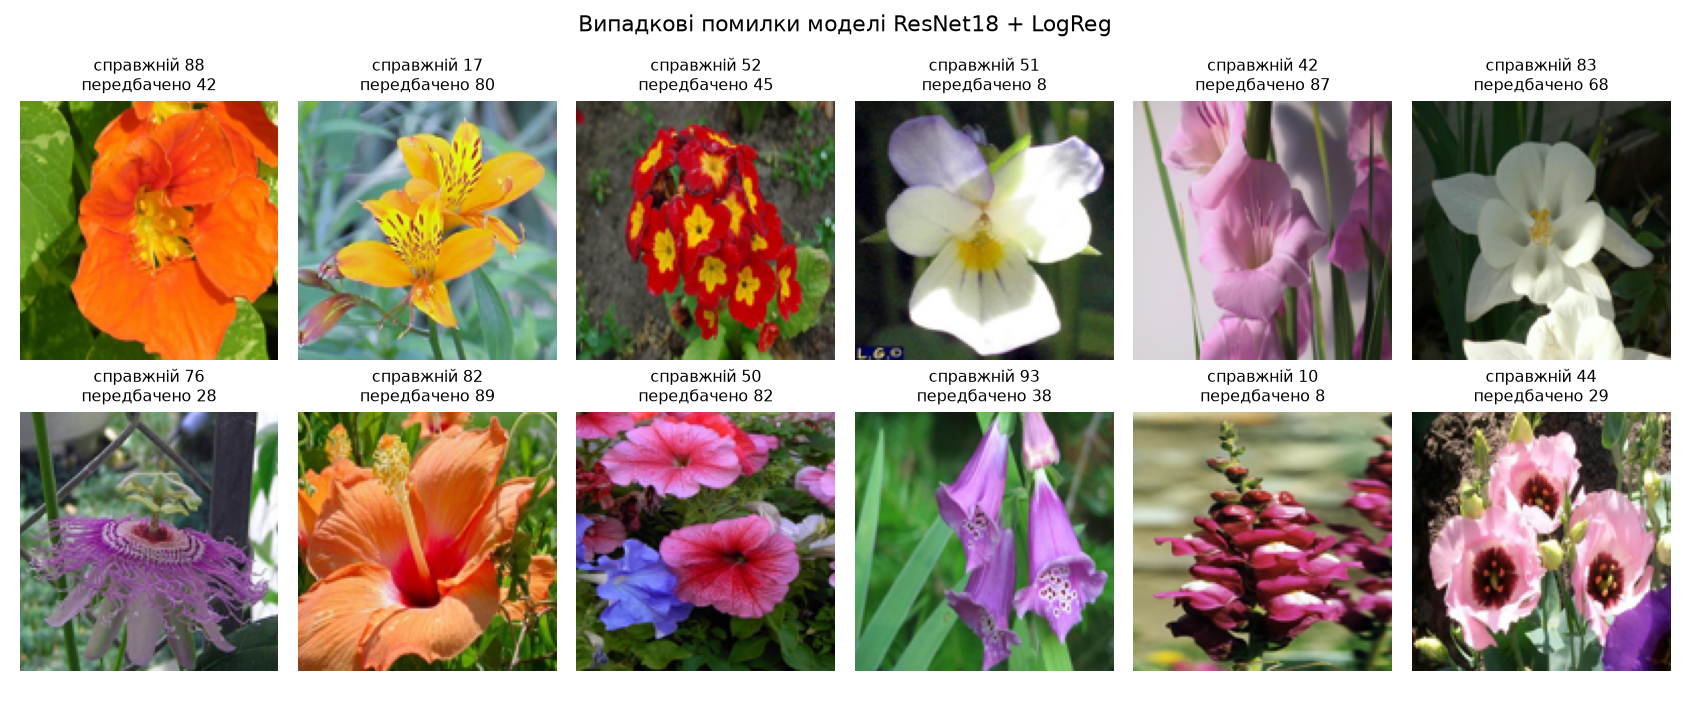 Випадкові помилки моделі ResNet18 + LogReg
справжній 88
передбачено 42
справжній 17
передбачено 80
справжній 52
передбачено 45
справжній 51
передбачено 8
справжній 42
передбачено 87
справжній 83
передбачено 68
L.G.©
справжній 76
передбачено 28
справжній 82
передбачено 89
справжній 50
передбачено 82
справжній 93
передбачено 38
справжній 10
передбачено 8
справжній 44
передбачено 29